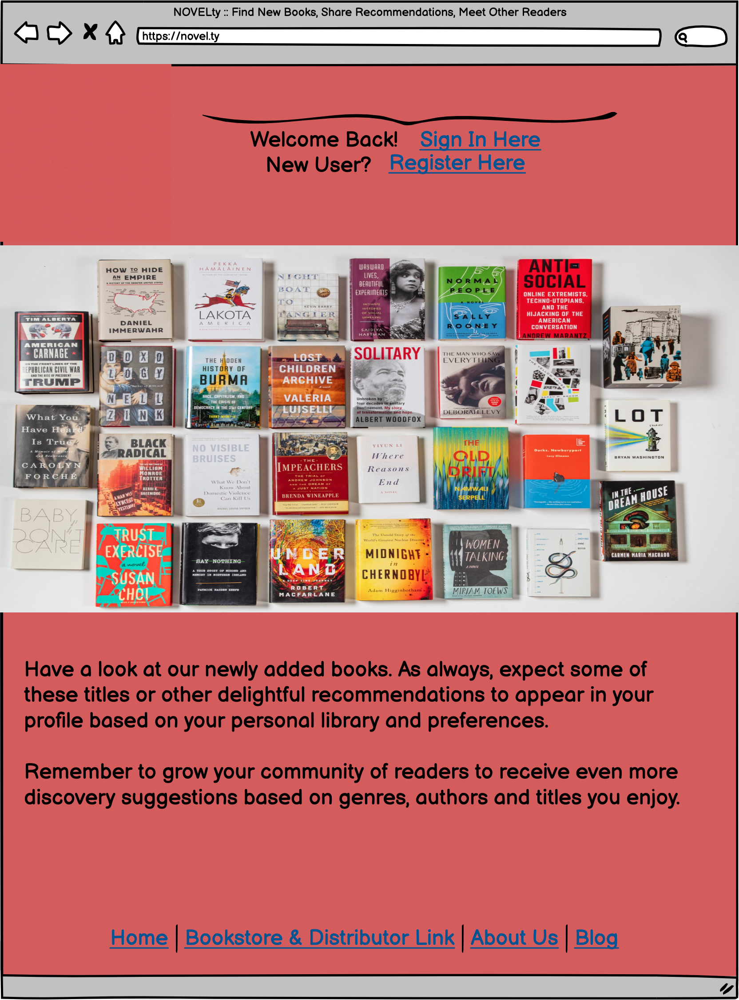 NOVELty :: Find New Books, Share Recommendations, Meet Other Readers
https://novel.ty
Welcome Back! Sign In Here
New User? Register Here
TIM ALBERTA
AMERICAN
CARNAGE
ON THE FRONT LINES OF THE
REPUBLICAN CIVIL WAR
AND THE RISE OF PRESIDENT
TRUMP
What You
Have Heard
Is True
A Memoir of Witness
and Resistance
CAROLYN
FORCHÉ
BABY
DON'T
CARE
HOW TO HIDE
AN EMPIRE
A HISTORY OF THE GREATER UNITED STATES
DANIEL
IMMERWAHR
DOXO
LOGY
NELL
ZINK
BLACK
RADICAL
THE LIFE AND TIMES OF
WILLIAM
MONROE
TROTTER
KERRI K.
GREENIDGE
A MAN WAS
LYNCHED
YESTERDAY
TRUST
EXERCISE
a novel
SUSAN
CHOI
PEKKA
HÄMÄLÄINEN
LAKOTA
AMERICA
A NEW HISTORY OF INDIGENOUS POWER
THE HIDDEN
HISTORY OF
BURMA
RACE, CAPITALISM, AND
THE CRISIS OF
DEMOCRACY IN THE 21st CENTURY
THANT MYINT-U
NO VISIBLE
BRUISES
What We Don't
Know About
Domestic Violence
Can Kill Us
RACHEL LOUISE SNYDER
SAY NOTHING
A TRUE STORY OF MURDER AND
MEMORY IN NORTHERN IRELAND
PATRICK RADDEN KEEFE
NIGHT
BOAT
TO
KEVIN BARRY
TANGIER
LOST
CHILDREN
ARCHIVE
a novel
VALERIA
LUISELLI
THE
IMPEACHERS
THE TRIAL OF
ANDREW JOHNSON
AND THE DREAM OF
A JUST NATION
BRENDA WINEAPPLE
UNDER
LAND
A DEEP TIME JOURNEY
ROBERT
MACFARLANE
WAYWARD
LIVES,
BEAUTIFUL
EXPERIMENTS
INTIMATE
HISTORIES
OF SOCIAL
UPHEAVAL
SAIDIYA
HARTMAN
SOLITARY
Unbroken by
four decades in solitary
confinement. My story
of transformation and hope.
ALBERT WOODFOX
YIYUN LI
Where
Reasons
End
A NOVEL
The Untold Story of the
World's Greatest Nuclear Disaster
MIDNIGHT
in
CHERNOBYL
Adam Higginbotham
NORMAL
PEOPLE
A NOVEL
SALLY
ROONEY
THE MAN WHO SAW
EVERYTHING
DEBORAH LEVY
THE
OLD
DRIFT
NAMWALI
SERPELL
WOMEN
TALKING
A NOVEL
MIRIAM TOEWS
ANTI-
SOCIAL
ONLINE EXTREMISTS,
TECHNO-UTOPIANS,
AND THE
HIJACKING OF THE
AMERICAN
CONVERSATION
ANDREW MARANTZ
THE YELLOW HOUSE
SARAH M. BROOM
Ducks, Newburyport
Lucy Ellmann
THE
UNDYING
ANNE
BOYER
LOT
STORIES
BRYAN WASHINGTON
IN THE
DREAM HOUSE
CARMEN MARIA MACHADO
Have a look at our newly added books. As always, expect some of
these titles or other delightful recommendations to appear in your
profile based on your personal library and preferences.
Remember to grow your community of readers to receive even more
discovery suggestions based on genres, authors and titles you enjoy.
Home | Bookstore & Distributor Link | About Us | Blog